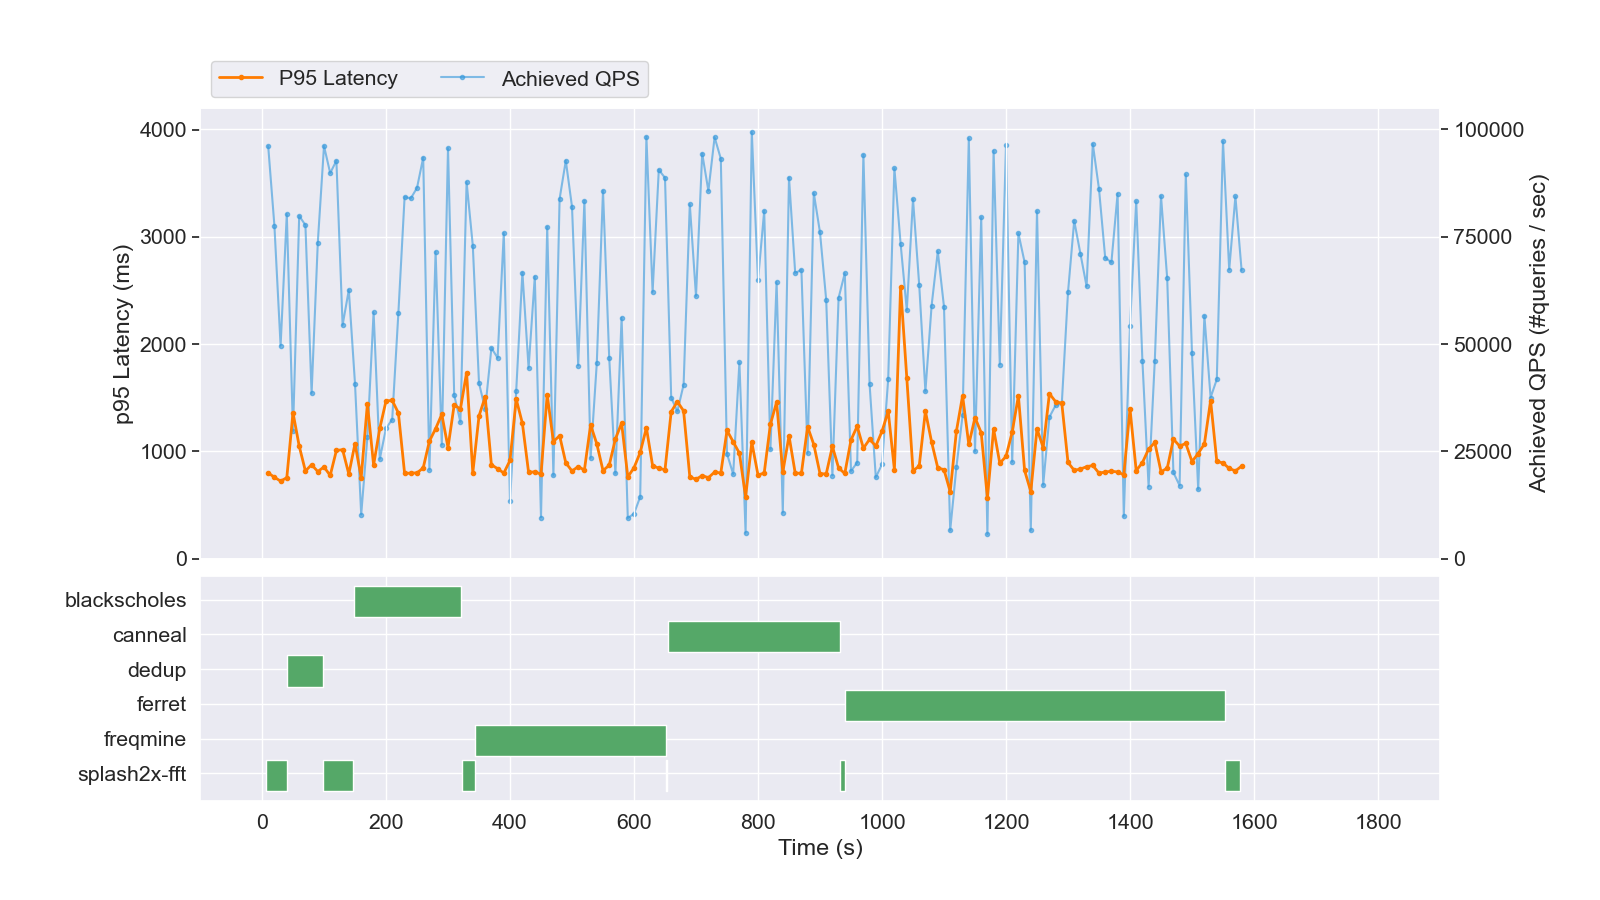 P95 Latency Achieved QPS
4000 100000
3000 75000
2000 50000
1000 25000
0 0
p95 Latency (ms)
Achieved QPS (#queries / sec)
blackscholes
canneal
dedup
ferret
freqmine
splash2x-fft
0 200 400 600 800 1000 1200 1400 1600 1800
Time (s)